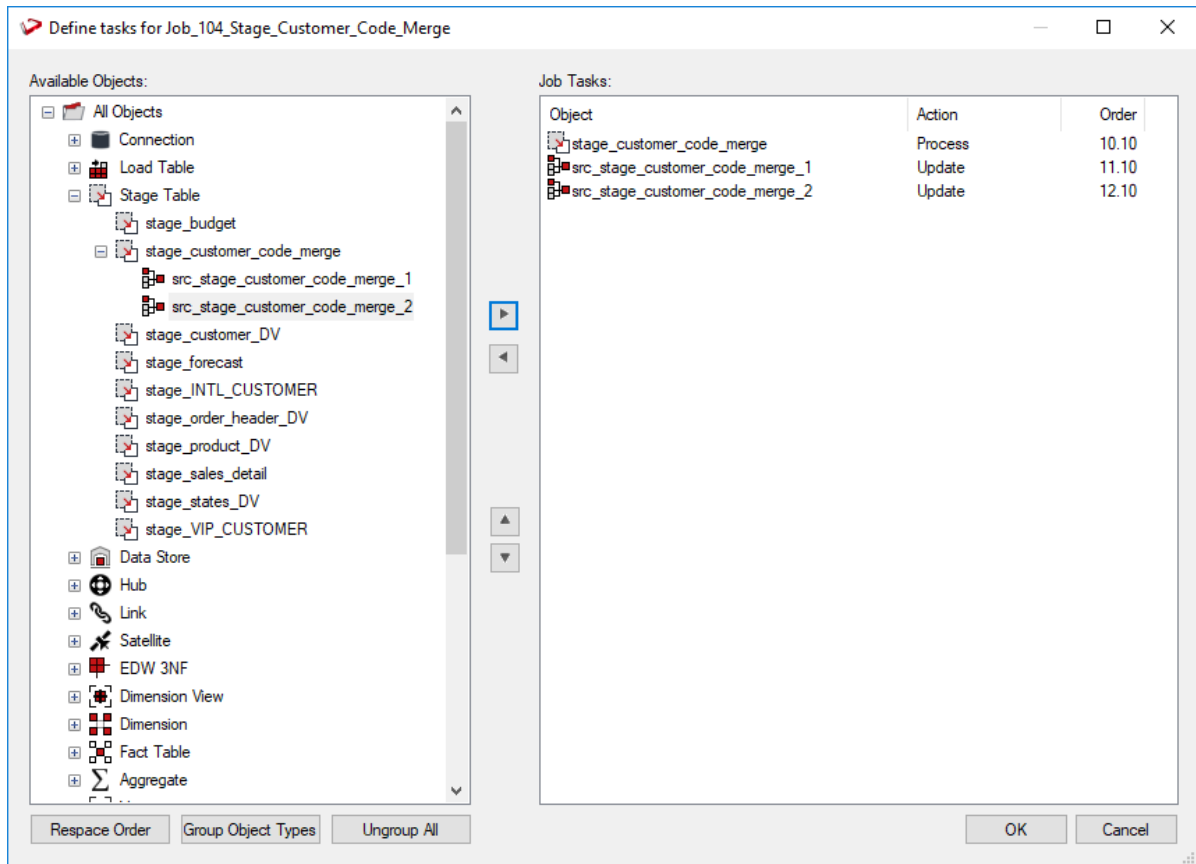 Define tasks for Job_104_Stage_Customer_Code_Merge
Available Objects:
All Objects
Connection
Load Table
Stage Table
stage_budget
stage_customer_code_merge
src_stage_customer_code_merge_1
src_stage_customer_code_merge_2
stage_customer_DV
stage_forecast
stage_INTL_CUSTOMER
stage_order_header_DV
stage_product_DV
stage_sales_detail
stage_states_DV
stage_VIP_CUSTOMER
Data Store
Hub
Link
Satellite
EDW 3NF
Dimension View
Dimension
Fact Table
Aggregate
Job Tasks:
Object Action Order
stage_customer_code_merge Process 10.10
src_stage_customer_code_merge_1 Update 11.10
src_stage_customer_code_merge_2 Update 12.10
Respace Order Group Object Types Ungroup All OK Cancel